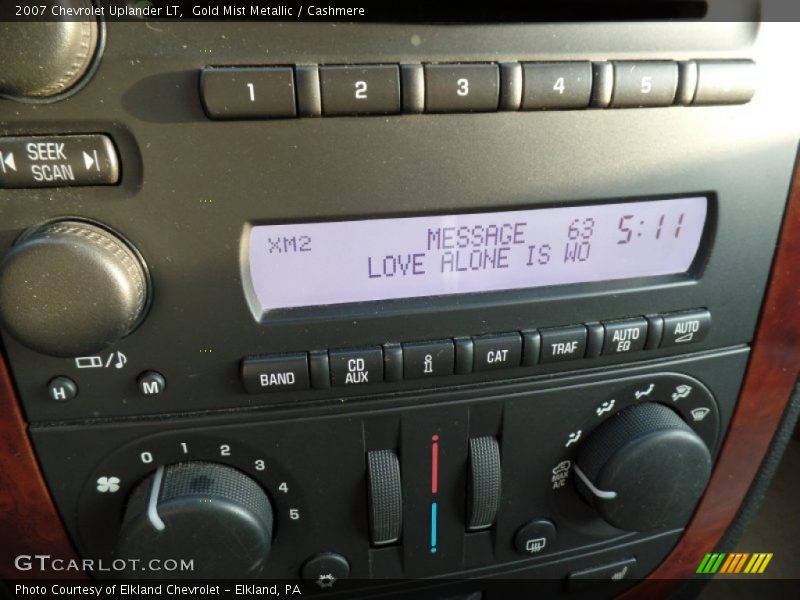 2007 Chevrolet Uplander LT, Gold Mist Metallic / Cashmere
1 2 3 4 5
SEEK
SCAN
XM2 MESSAGE 63 5:11
LOVE ALONE IS WO
BAND CD AUX i CAT TRAF AUTO EQ AUTO
H M
0 1 2 3 4 5
MAX A/C
GTCARLOT.COM
Photo Courtesy of Elkland Chevrolet - Elkland, PA